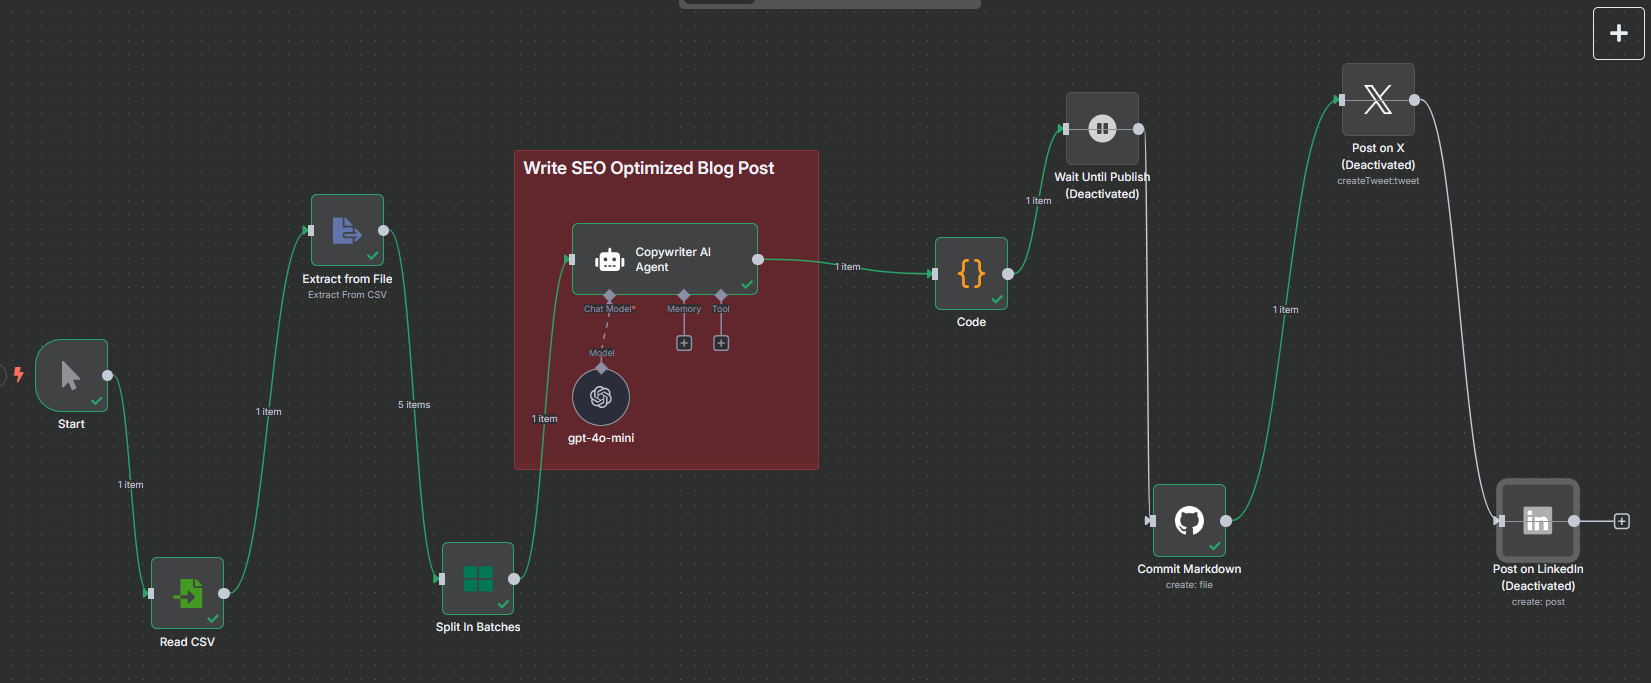 Start
1 item
Read CSV
1 item
Extract from File
Extract From CSV
5 items
Split In Batches
1 item
Write SEO Optimized Blog Post
Copywriter AI
Agent
Chat Model*
Memory
Tool
Model
gpt-4o-mini
1 item
Code
1 item
Wait Until Publish
(Deactivated)
Commit Markdown
create: file
1 item
Post on X
(Deactivated)
createTweet:tweet
in
Post on LinkedIn
(Deactivated)
create: post